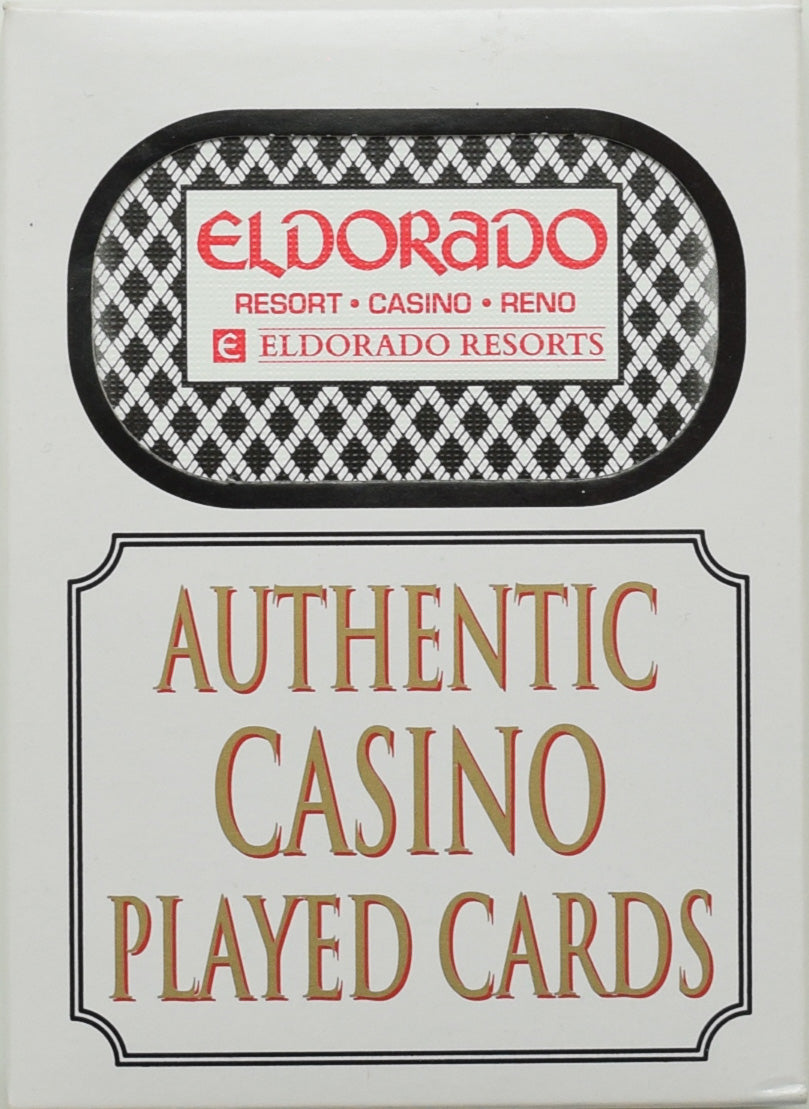 ELDORADO
RESORT • CASINO • RENO
E ELDORADO RESORTS
AUTHENTIC
CASINO
PLAYED CARDS